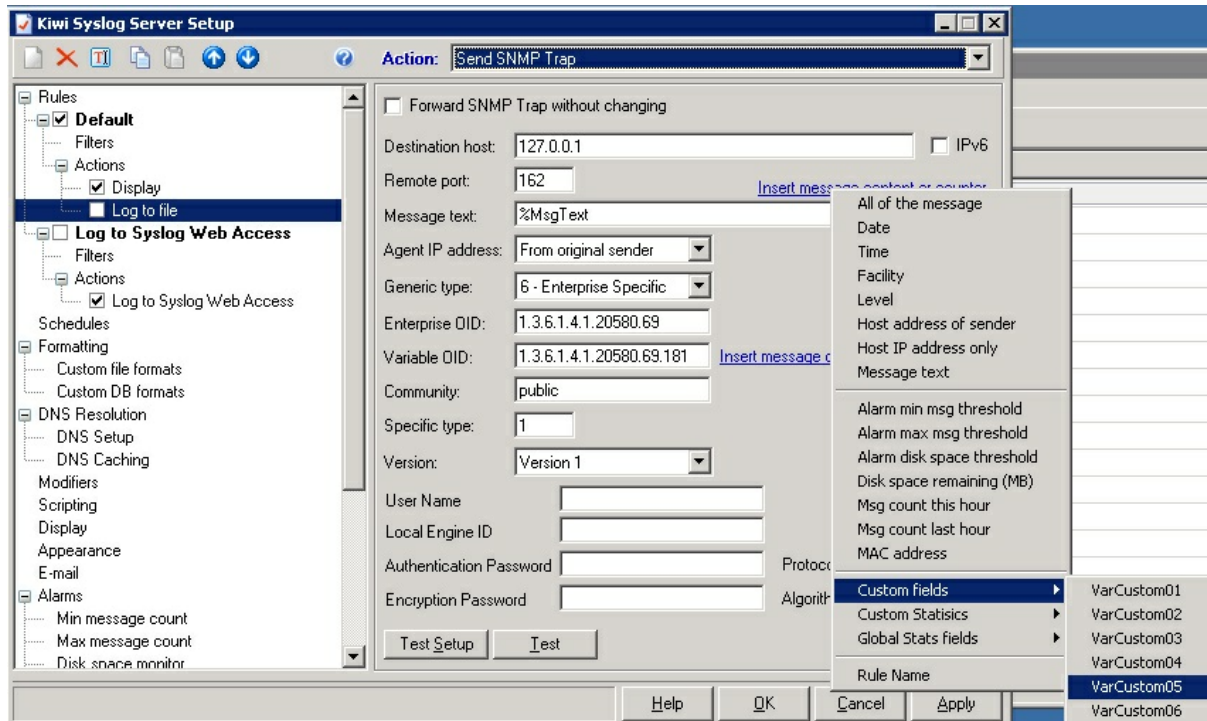 Kiwi Syslog Server Setup
Action: Send SNMP Trap
Rules
Default
Filters
Actions
Display
Log to file
Log to Syslog Web Access
Filters
Actions
Log to Syslog Web Access
Schedules
Formatting
Custom file formats
Custom DB formats
DNS Resolution
DNS Setup
DNS Caching
Modifiers
Scripting
Display
Appearance
E-mail
Alarms
Min message count
Max message count
Disk space monitor
Forward SNMP Trap without changing
Destination host: 127.0.0.1 IPv6
Remote port: 162 Insert message content or counter
Message text: %MsgText
Agent IP address: From original sender
Generic type: 6 - Enterprise Specific
Enterprise OID: 1.3.6.1.4.1.20580.69
Variable OID: 1.3.6.1.4.1.20580.69.181 Insert message
Community: public
Specific type: 1
Version: Version 1
User Name
Local Engine ID
Authentication Password
Encryption Password
Test Setup Test
Help OK Cancel Apply
All of the message
Date
Time
Facility
Level
Host address of sender
Host IP address only
Message text
Alarm min msg threshold
Alarm max msg threshold
Alarm disk space threshold
Disk space remaining (MB)
Msg count this hour
Msg count last hour
MAC address
Custom fields
Custom Statisics
Global Stats fields
Rule Name
VarCustom01
VarCustom02
VarCustom03
VarCustom04
VarCustom05
VarCustom06